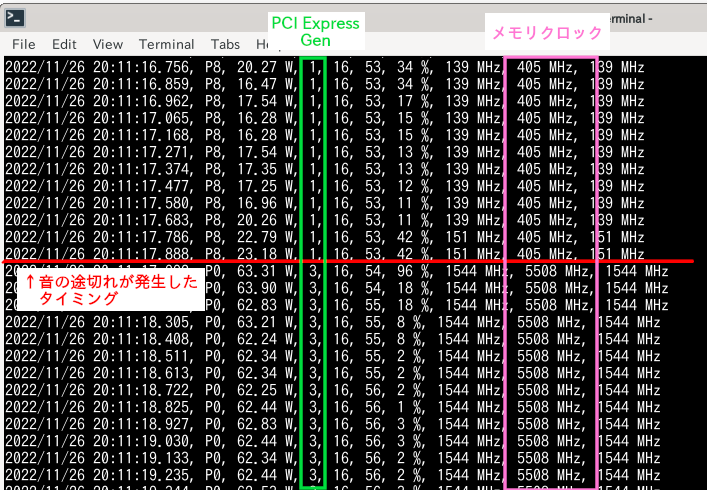 PCI Express
Gen
メモリクロック
erminal -
File Edit View Terminal Tabs
2022/11/26 20:11:16.756, P8, 20.27 W, 1, 16, 53, 34 %, 139 MHz, 405 MHz, 139 MHz
2022/11/26 20:11:16.859, P8, 16.47 W, 1, 16, 53, 34 %, 139 MHz, 405 MHz, 139 MHz
2022/11/26 20:11:16.962, P8, 17.54 W, 1, 16, 53, 17 %, 139 MHz, 405 MHz, 139 MHz
2022/11/26 20:11:17.065, P8, 16.28 W, 1, 16, 53, 15 %, 139 MHz, 405 MHz, 139 MHz
2022/11/26 20:11:17.168, P8, 16.28 W, 1, 16, 53, 15 %, 139 MHz, 405 MHz, 139 MHz
2022/11/26 20:11:17.271, P8, 17.54 W, 1, 16, 53, 13 %, 139 MHz, 405 MHz, 139 MHz
2022/11/26 20:11:17.374, P8, 17.35 W, 1, 16, 53, 13 %, 139 MHz, 405 MHz, 139 MHz
2022/11/26 20:11:17.477, P8, 17.25 W, 1, 16, 53, 12 %, 139 MHz, 405 MHz, 139 MHz
2022/11/26 20:11:17.580, P8, 16.96 W, 1, 16, 53, 11 %, 139 MHz, 405 MHz, 139 MHz
2022/11/26 20:11:17.683, P8, 20.26 W, 1, 16, 53, 11 %, 139 MHz, 405 MHz, 139 MHz
2022/11/26 20:11:17.786, P8, 22.79 W, 1, 16, 53, 42 %, 151 MHz, 405 MHz, 151 MHz
2022/11/26 20:11:17.888, P8, 23.18 W, 1, 16, 53, 42 %, 151 MHz, 405 MHz, 151 MHz
P0, 63.31 W, 3, 16, 54, 96 %, 1544 MHz, 5508 MHz, 1544 MHz
↑音の途切れが発生した
タイミング
P0, 63.90 W, 3, 16, 54, 18 %, 1544 MHz, 5508 MHz, 1544 MHz
62.83 W, 3, 16, 55, 18 %, 1544 MHz, 5508 MHz, 1544 MHz
2022/11/26 20:11:18.305, P0, 63.21 W, 3, 16, 55, 8 %, 1544 MHz, 5508 MHz, 1544 MHz
2022/11/26 20:11:18.408, P0, 62.24 W, 3, 16, 55, 8 %, 1544 MHz, 5508 MHz, 1544 MHz
2022/11/26 20:11:18.511, P0, 62.34 W, 3, 16, 55, 2 %, 1544 MHz, 5508 MHz, 1544 MHz
2022/11/26 20:11:18.613, P0, 62.34 W, 3, 16, 55, 2 %, 1544 MHz, 5508 MHz, 1544 MHz
2022/11/26 20:11:18.722, P0, 62.25 W, 3, 16, 56, 2 %, 1544 MHz, 5508 MHz, 1544 MHz
2022/11/26 20:11:18.825, P0, 62.44 W, 3, 16, 56, 1 %, 1544 MHz, 5508 MHz, 1544 MHz
2022/11/26 20:11:18.927, P0, 62.83 W, 3, 16, 56, 3 %, 1544 MHz, 5508 MHz, 1544 MHz
2022/11/26 20:11:19.030, P0, 62.44 W, 3, 16, 56, 3 %, 1544 MHz, 5508 MHz, 1544 MHz
2022/11/26 20:11:19.133, P0, 62.34 W, 3, 16, 56, 2 %, 1544 MHz, 5508 MHz, 1544 MHz
2022/11/26 20:11:19.235, P0, 62.44 W, 3, 16, 56, 2 %, 1544 MHz, 5508 MHz, 1544 MHz